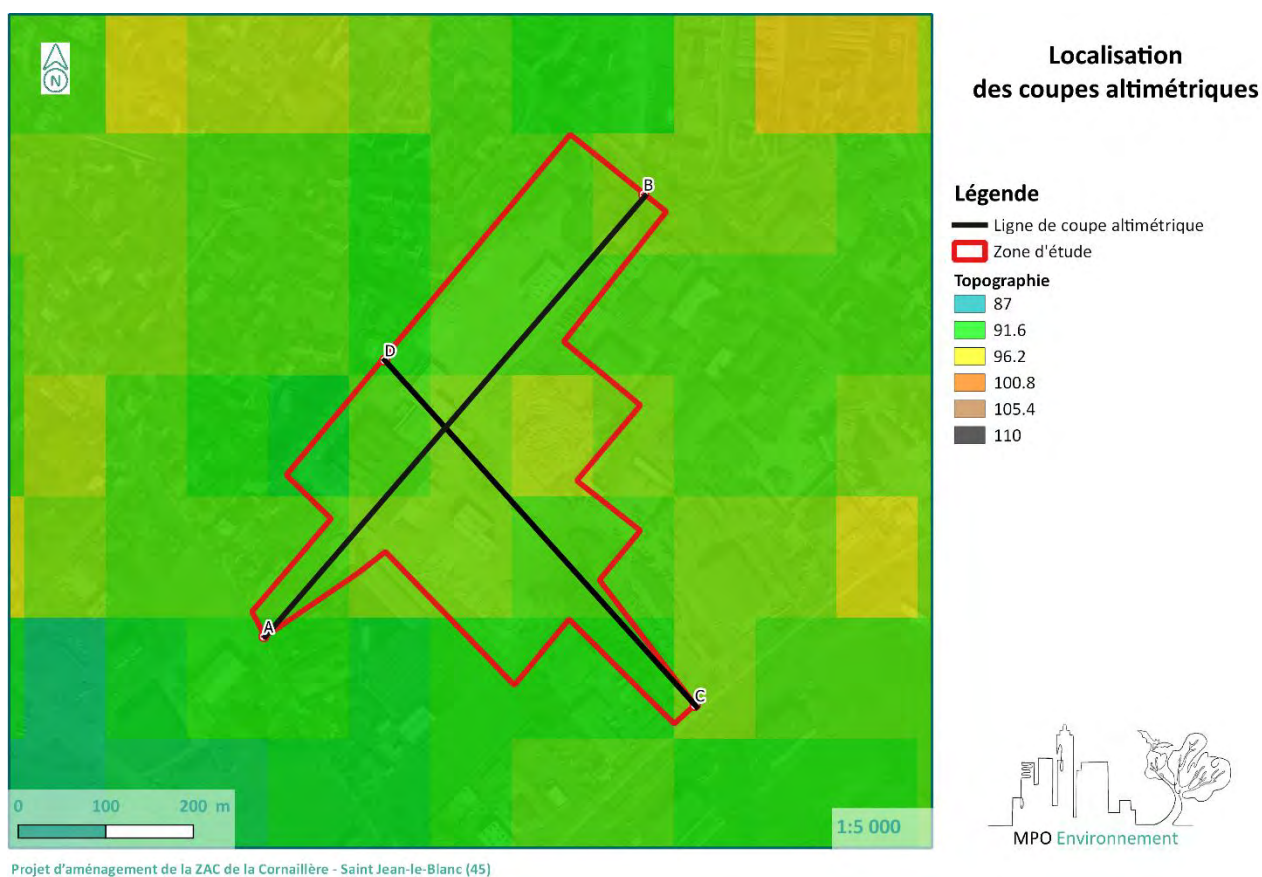 Localisation
des coupes altimétriques
N
B
D
A
C
Légende
Ligne de coupe altimétrique
Zone d'étude
Topographie
87
91.6
96.2
100.8
105.4
110
0 100 200 m
1:5 000
MPO Environnement
Projet d'aménagement de la ZAC de la Cornaillère - Saint Jean-le-Blanc (45)